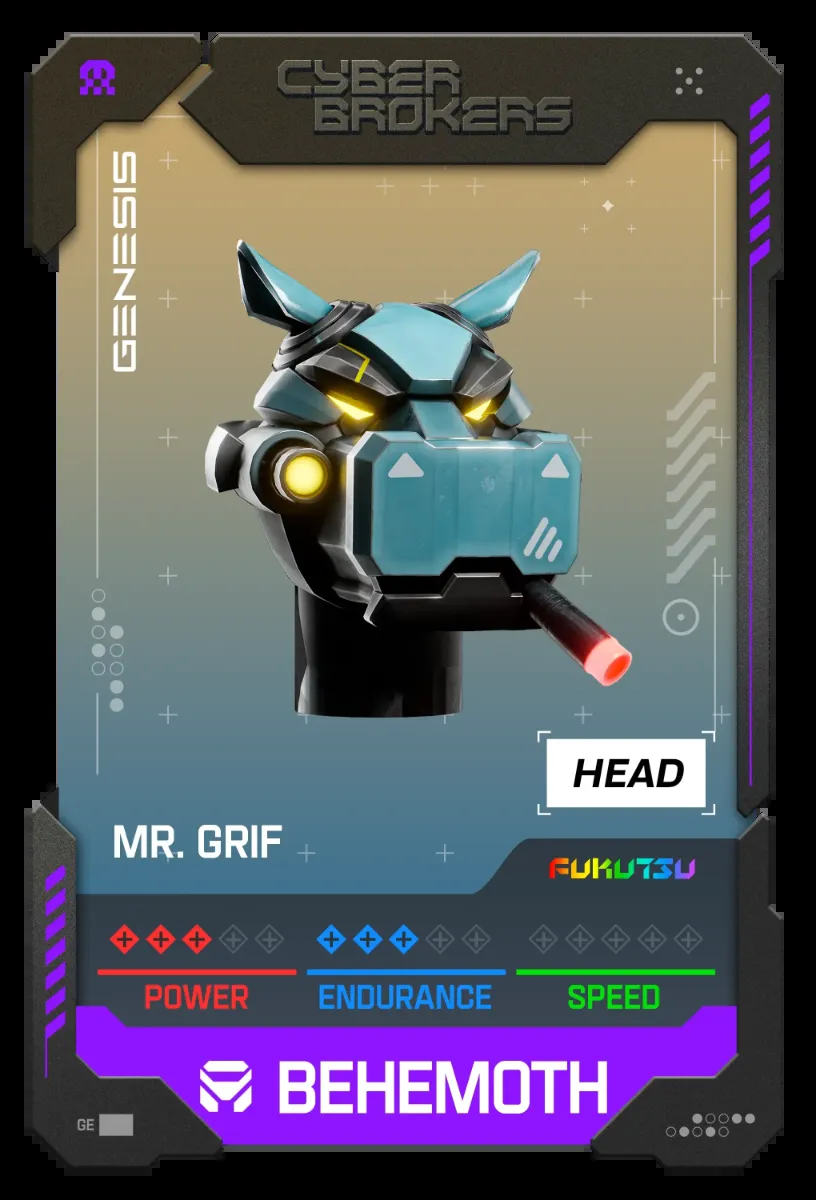 CYBER
BROKERS
GENESIS
HEAD
MR. GRIF
FUKUTSU
POWER
ENDURANCE
SPEED
BEHEMOTH
GE